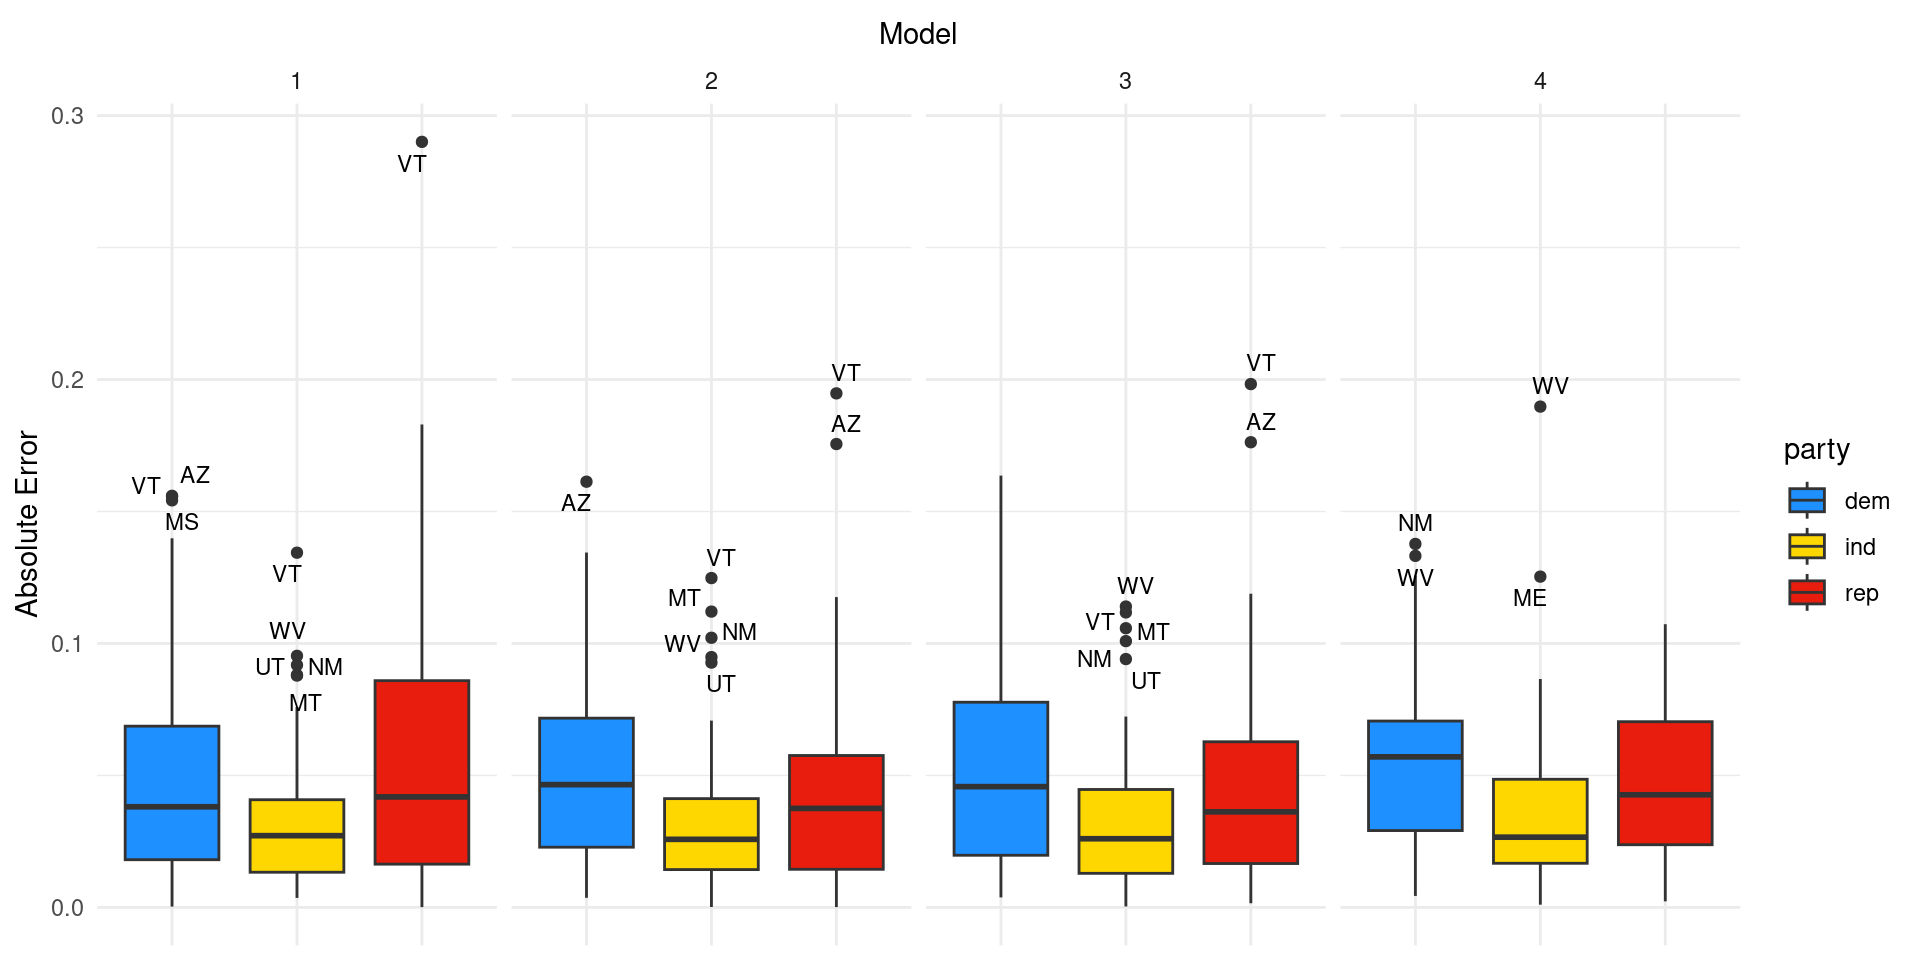 Model
1 2 3 4
0.3
VT
VT
VT
0.2
AZ
AZ
WV
VT AZ
MS
AZ
NM
WV
VT
VT
WV
ME
MT
WV
NM
VT
MT
0.1
WV
UT NM
MT
UT
NM
UT
0.0
Absolute Error
party
dem
ind
rep